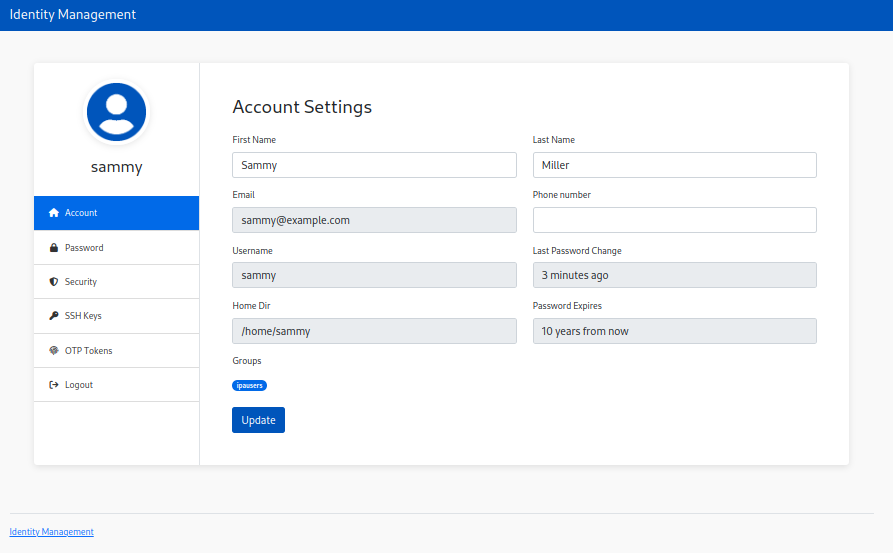 Identity Management
sammy
Account
Password
Security
SSH Keys
OTP Tokens
Logout
Account Settings
First Name
Last Name
Sammy
Miller
Email
Phone number
sammy@example.com
Username
Last Password Change
sammy
3 minutes ago
Home Dir
Password Expires
/home/sammy
10 years from now
Groups
ipausers
Update
Identity Management